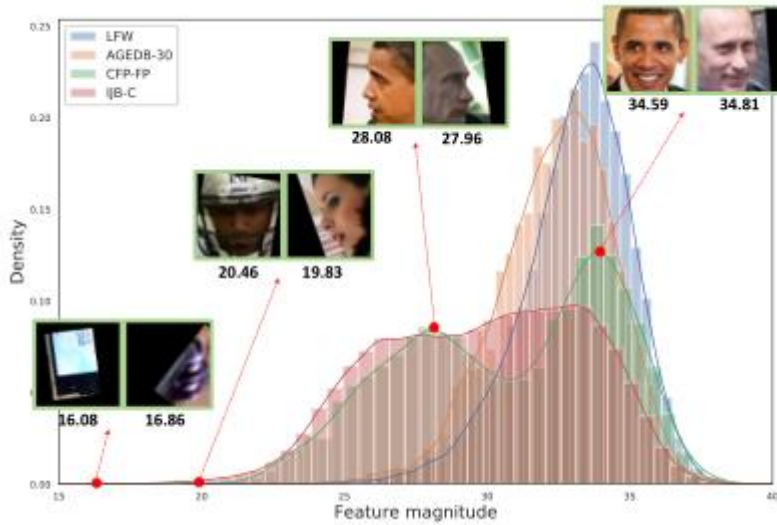 0.25
LFW
AGEDB-30
CFP-FP
IJB-C
34.59 34.81
28.08 27.96
0.20
0.15
20.46 19.83
Density
0.10
16.08 16.86
0.00
15 20 25 30 35 40
Feature magnitude